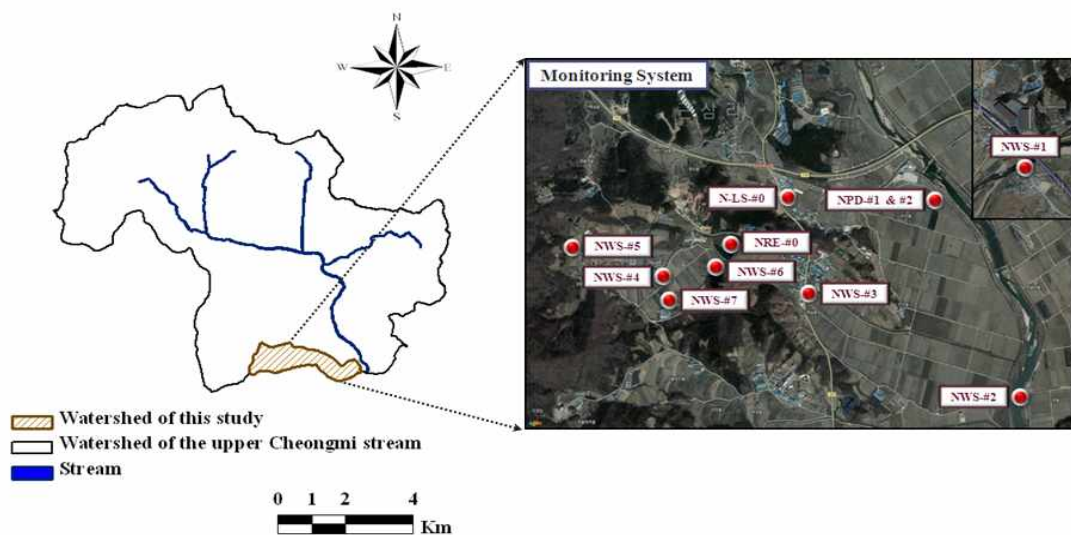 N
W E
S
Monitoring System
NWS-#1
N-LS-#0
NPD-#1 & #2
NRE-#0
NWS-#5
NWS-#6
NWS-#4
NWS-#3
NWS-#7
NWS-#2
Watershed of this study
Watershed of the upper Cheongmi stream
Stream
0 1 2 4
Km